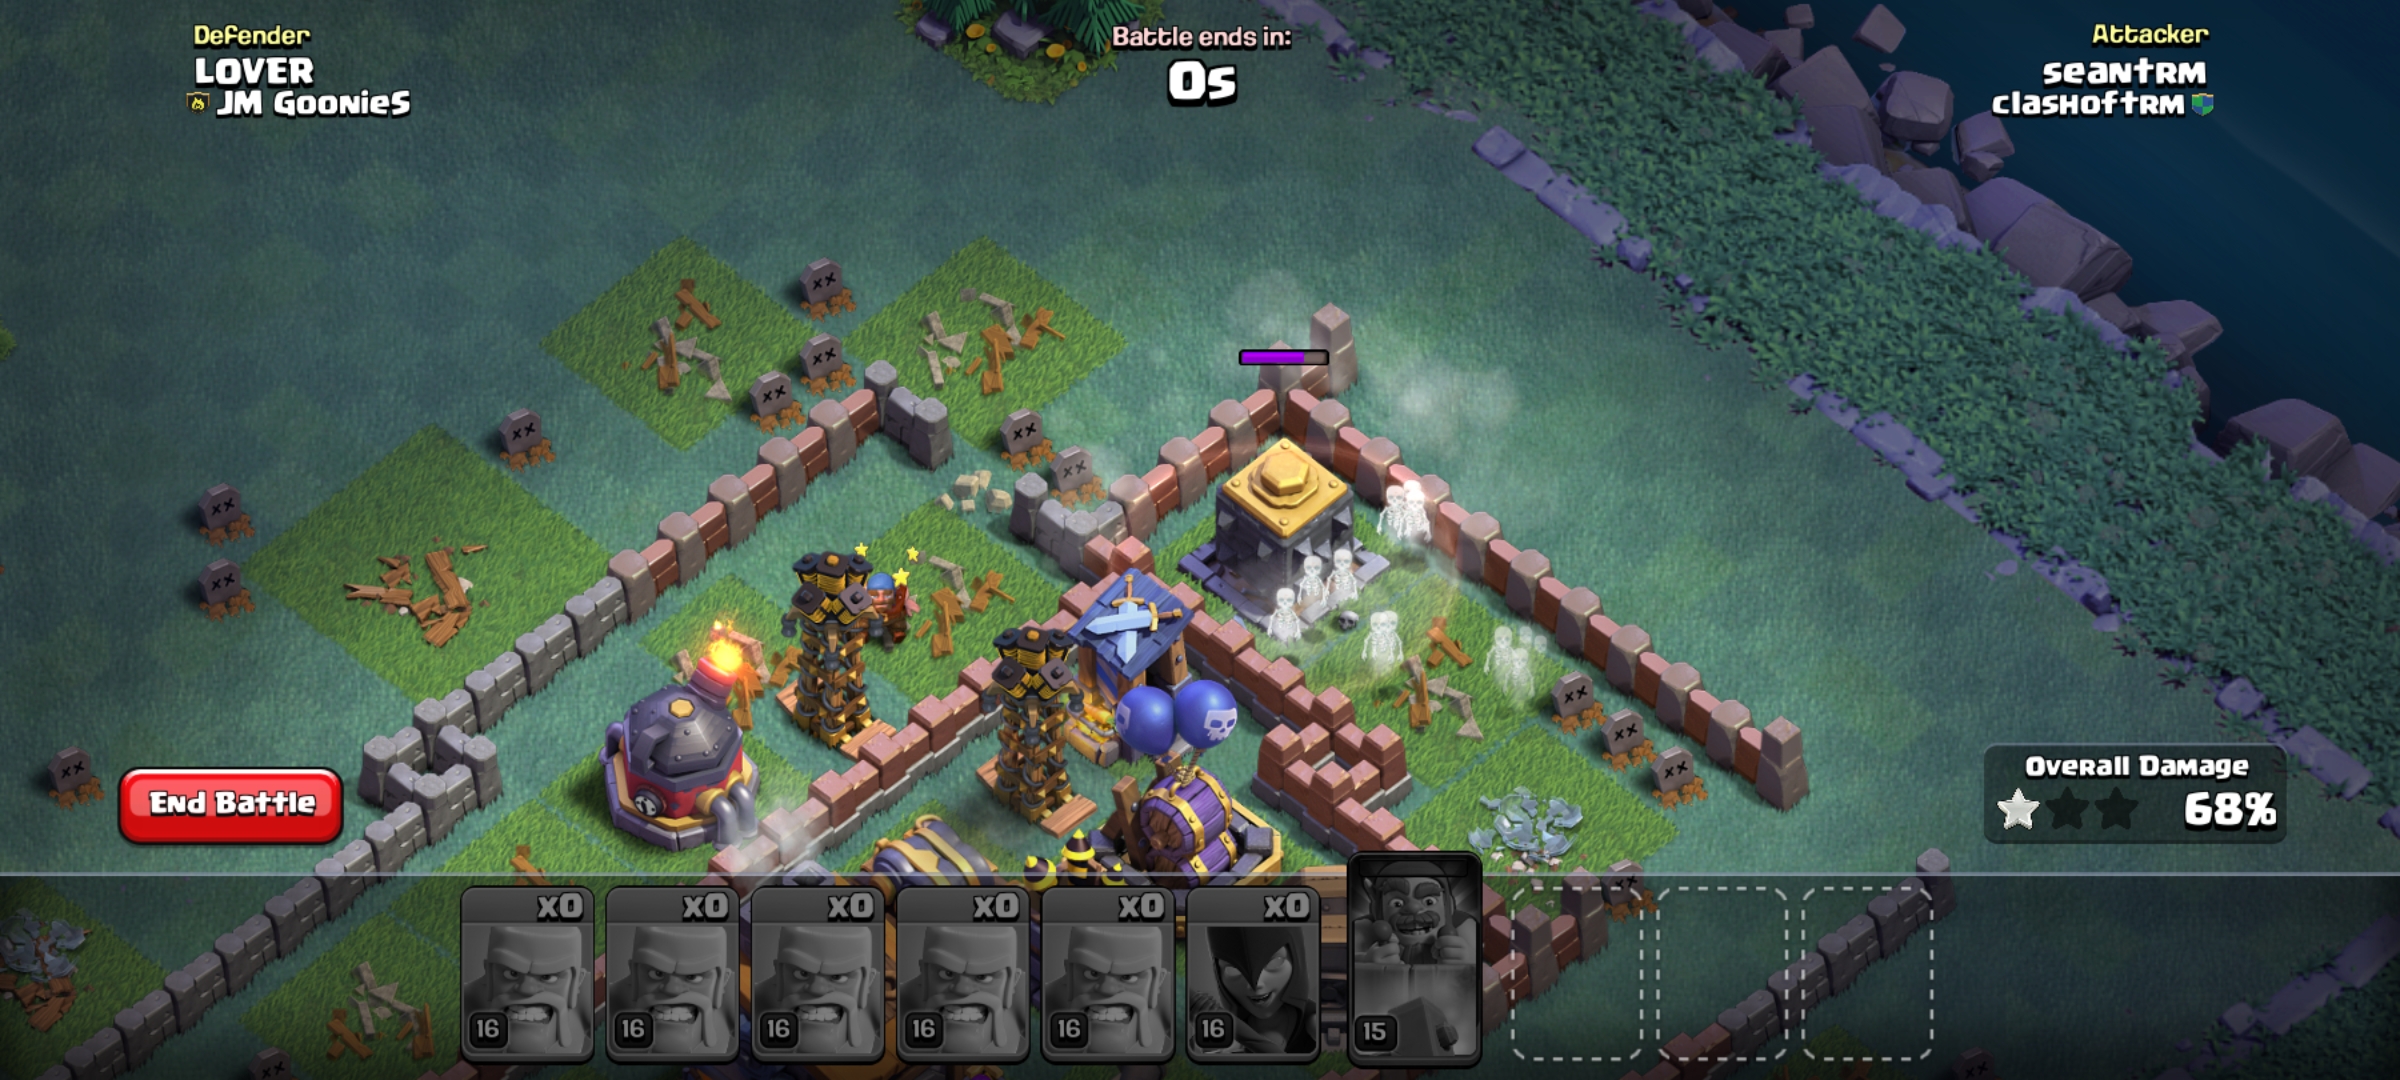 Defender
LOVER
JM GOONIES
Battle ends in:
0s
Attacker
seantRM
clashoftRM
End Battle
Overall Damage
68%
x0
x0
x0
x0
x0
x0
16
16
16
16
16
16
15